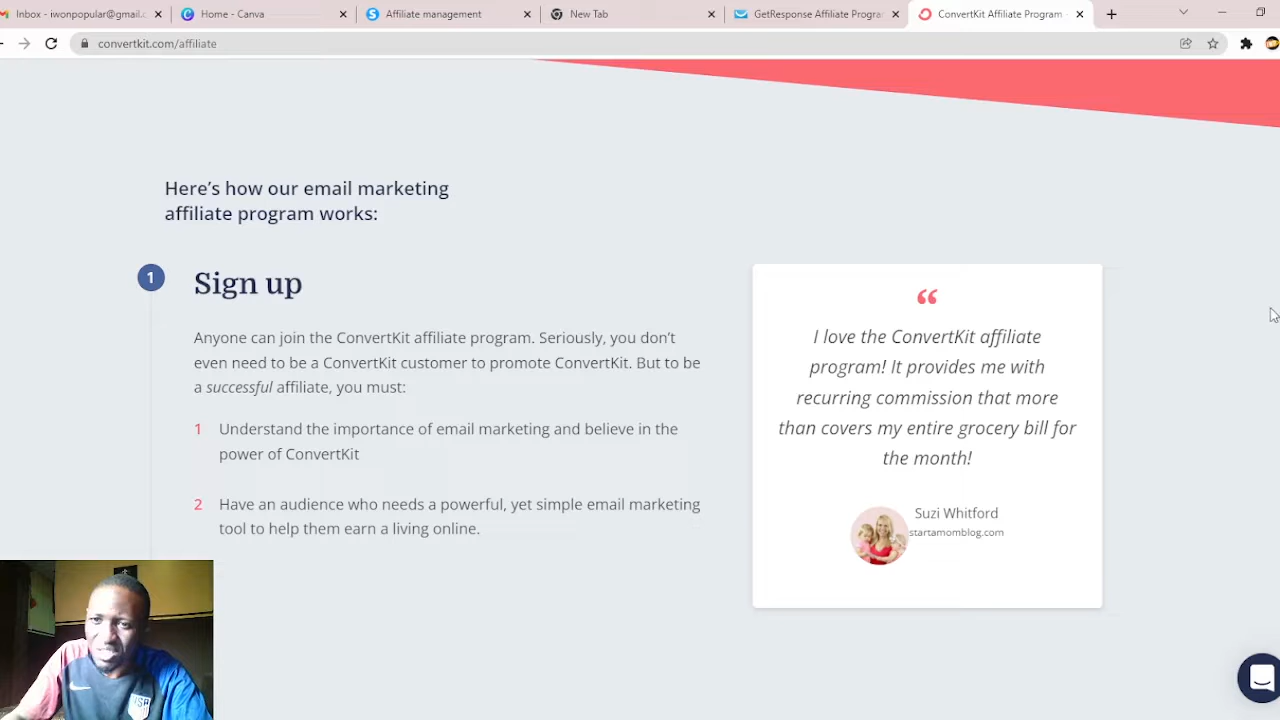 Inbox - iwonpopular@gmail.c
Home - Canva
Affiliate management
New Tab
GetResponse Affiliate Program
ConvertKit Affiliate Program -
convertkit.com/affiliate
Here's how our email marketing
affiliate program works:
1
Sign up
Anyone can join the ConvertKit affiliate program. Seriously, you don't
even need to be a ConvertKit customer to promote ConvertKit. But to be
a successful affiliate, you must:
1 Understand the importance of email marketing and believe in the
power of ConvertKit
2 Have an audience who needs a powerful, yet simple email marketing
tool to help them earn a living online.
“
I love the ConvertKit affiliate
program! It provides me with
recurring commission that more
than covers my entire grocery bill for
the month!
Suzi Whitford
startamomblog.com
USA